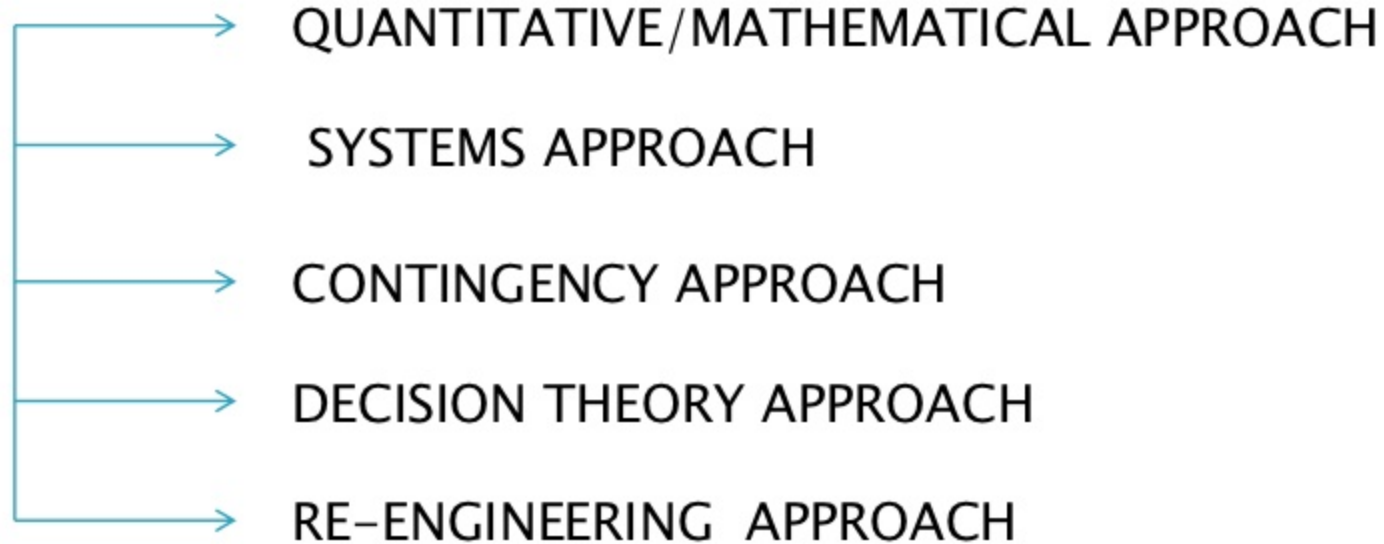 QUANTITATIVE/MATHEMATICAL APPROACH
SYSTEMS APPROACH
CONTINGENCY APPROACH
DECISION THEORY APPROACH
RE-ENGINEERING APPROACH